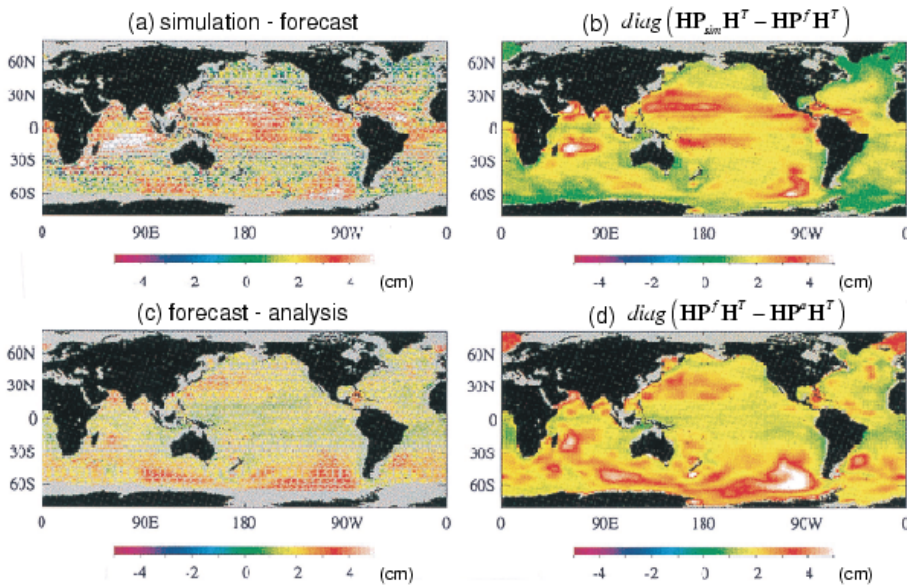 (a) simulation - forecast
(b) diag (HP_sim H^T − HP^f H^T)
60N
30N
0
30S
60S
0 90E 180 90W 0
60N
30N
0
30S
60S
0 90E 180 90W 0
-4 -2 0 2 4 (cm)
-4 -2 0 2 4 (cm)
(c) forecast - analysis
(d) diag (HP^f H^T − HP^a H^T)
60N
30N
0
30S
60S
0 90E 180 90W 0
60N
30N
0
30S
60S
0 90E 180 90W 0
-4 -2 0 2 4 (cm)
-4 -2 0 2 4 (cm)